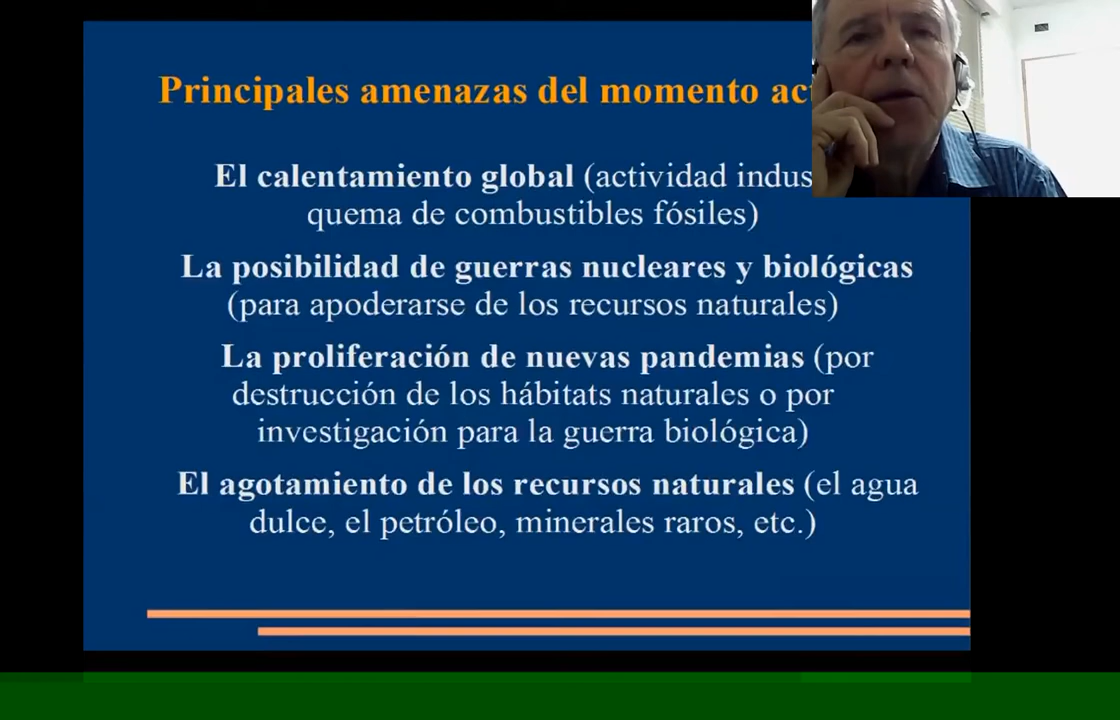 Principales amenazas del momento
El calentamiento global (actividad
quema de combustibles fósiles)
La posibilidad de guerras nucleares y biológicas
(para apoderarse de los recursos naturales)
La proliferación de nuevas pandemias (por
destrucción de los hábitats naturales o por
investigación para la guerra biológica)
El agotamiento de los recursos naturales (el agua
dulce, el petróleo, minerales raros, etc.)